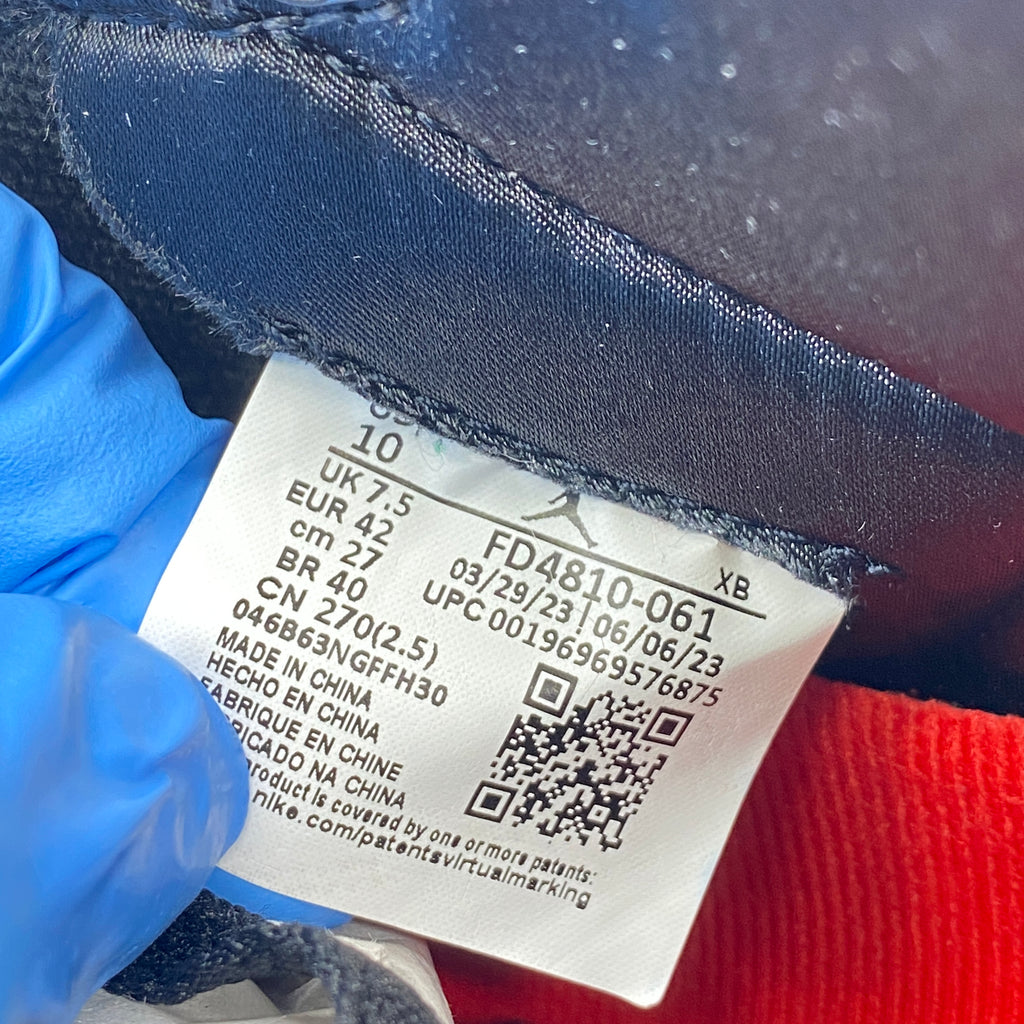 10
UK 7.5
EUR 42
cm 27
BR 40
CN 270(2.5)
046B63NGFFH30
MADE IN CHINA
HECHO EN CHINA
FABRIQUE EN CHINE
NA CHINA
product is covered by one or more patents:
nike.com/patentsvirtualmarking
XB
FD4810-061
03/29/23 | 06/06/23
UPC 00196969576875